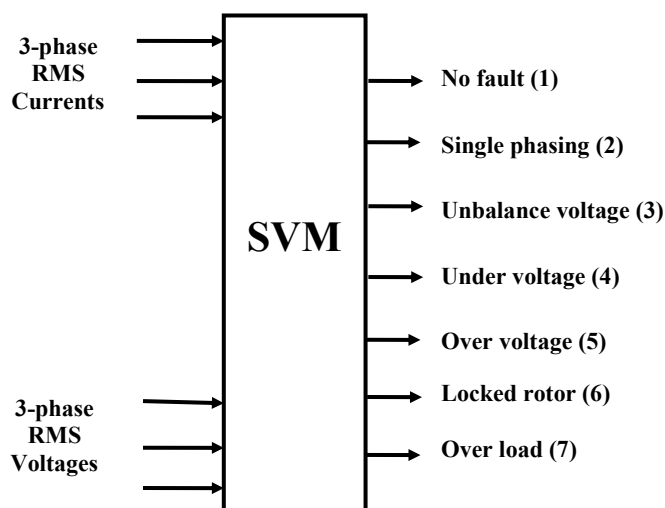 3-phase
RMS
Currents
3-phase
RMS
Voltages
SVM
No fault (1)
Single phasing (2)
Unbalance voltage (3)
Under voltage (4)
Over voltage (5)
Locked rotor (6)
Over load (7)